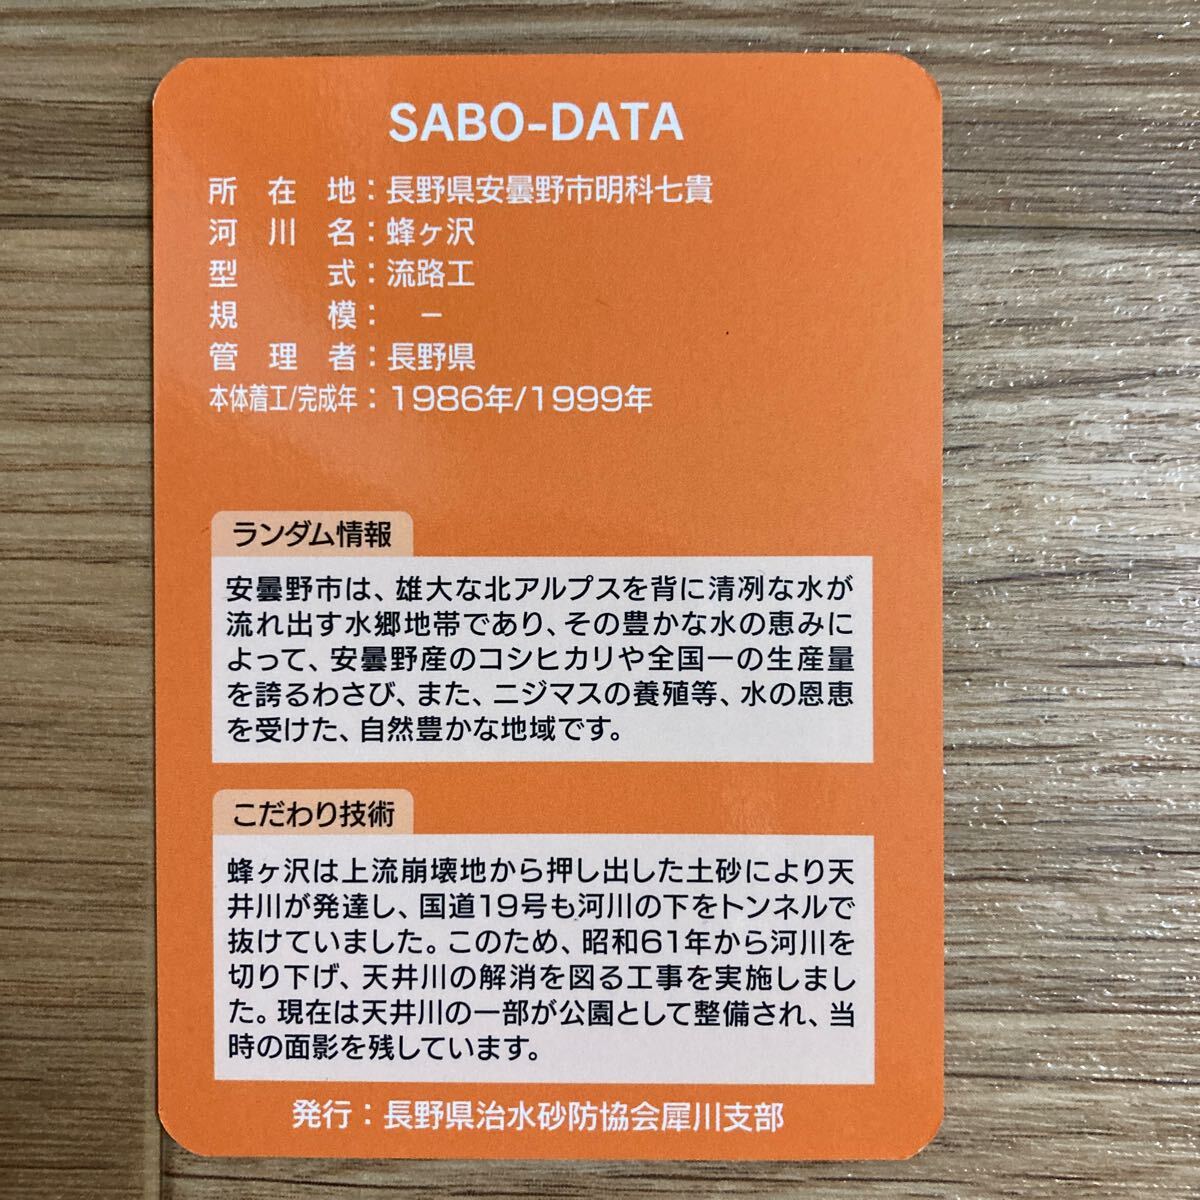 SABO-DATA
所在地：長野県安曇野市明科七貴
河川名：蜂ヶ沢
型式：流路工
規模：－
管理者：長野県
本体着工/完成年：1986年/1999年
ランダム情報
安曇野市は、雄大な北アルプスを背に清冽な水が
流れ出す水郷地帯であり、その豊かな水の恵みに
よって、安曇野産のコシヒカリや全国一の生産量
を誇るわさび、また、ニジマスの養殖等、水の恩恵
を受けた、自然豊かな地域です。
こだわり技術
蜂ヶ沢は上流崩壊地から押し出した土砂により天
井川が発達し、国道19号も河川の下をトンネルで
抜けていました。このため、昭和61年から河川を
切り下げ、天井川の解消を図る工事を実施しまし
た。現在は天井川の一部が公園として整備され、当
時の面影を残しています。
発行：長野県治水砂防協会犀川支部